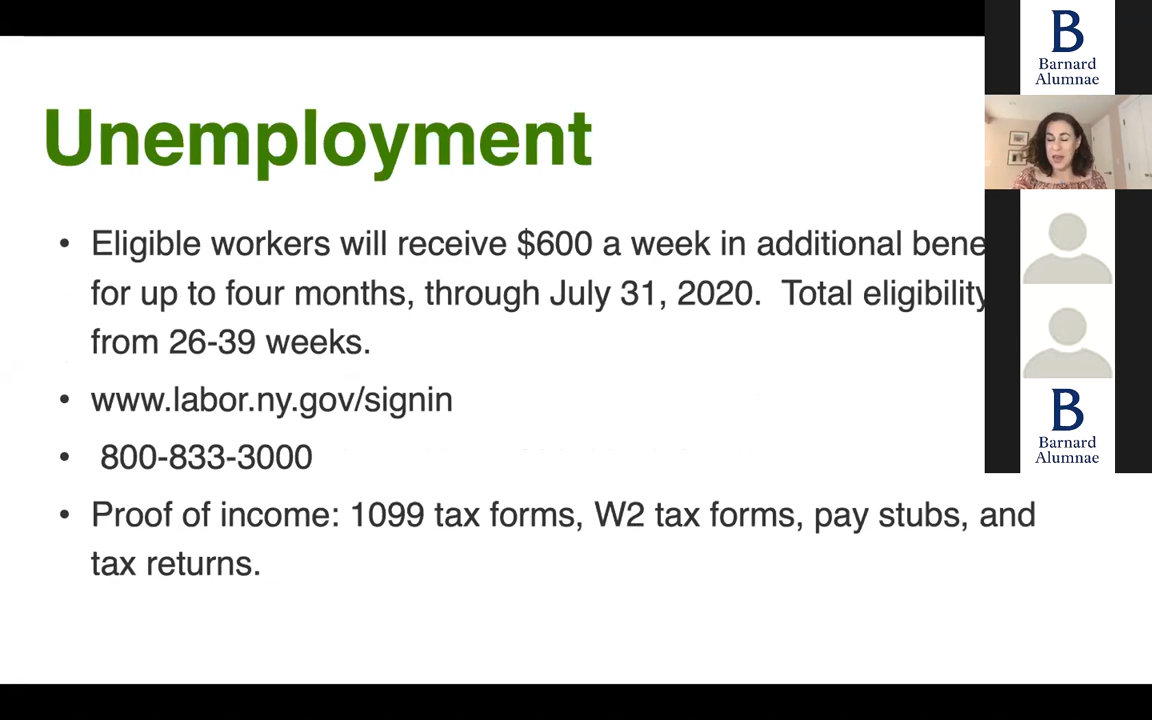 Unemployment
• Eligible workers will receive $600 a week in additional
for up to four months, through July 31, 2020. Total eligibility
from 26-39 weeks.
• www.labor.ny.gov/signin
• 800-833-3000
• Proof of income: 1099 tax forms, W2 tax forms, pay stubs, and
tax returns.
B
Barnard
Alumnae
B
Barnard
Alumnae